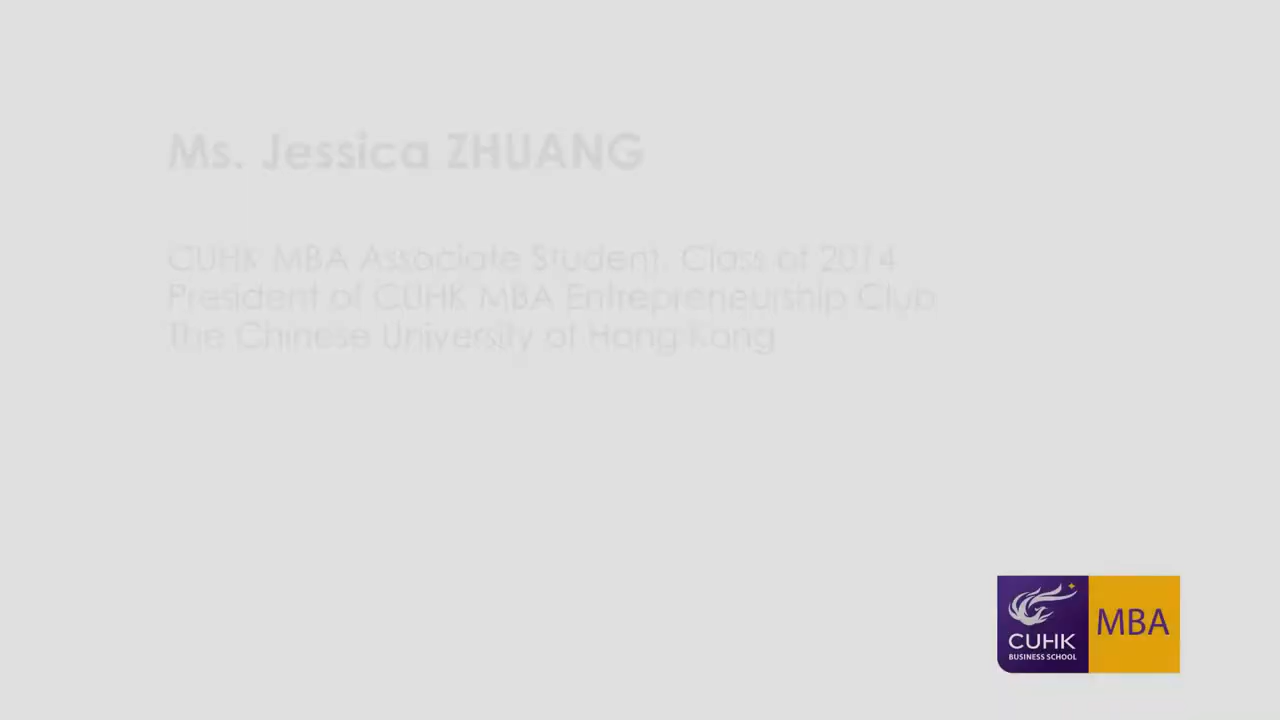 Ms. Jessica ZHUANG
CUHK MBA Associate Student, Class of 2014
President of CUHK MBA Entrepreneurship Club
The Chinese University of Hong Kong
CUHK
BUSINESS SCHOOL
MBA